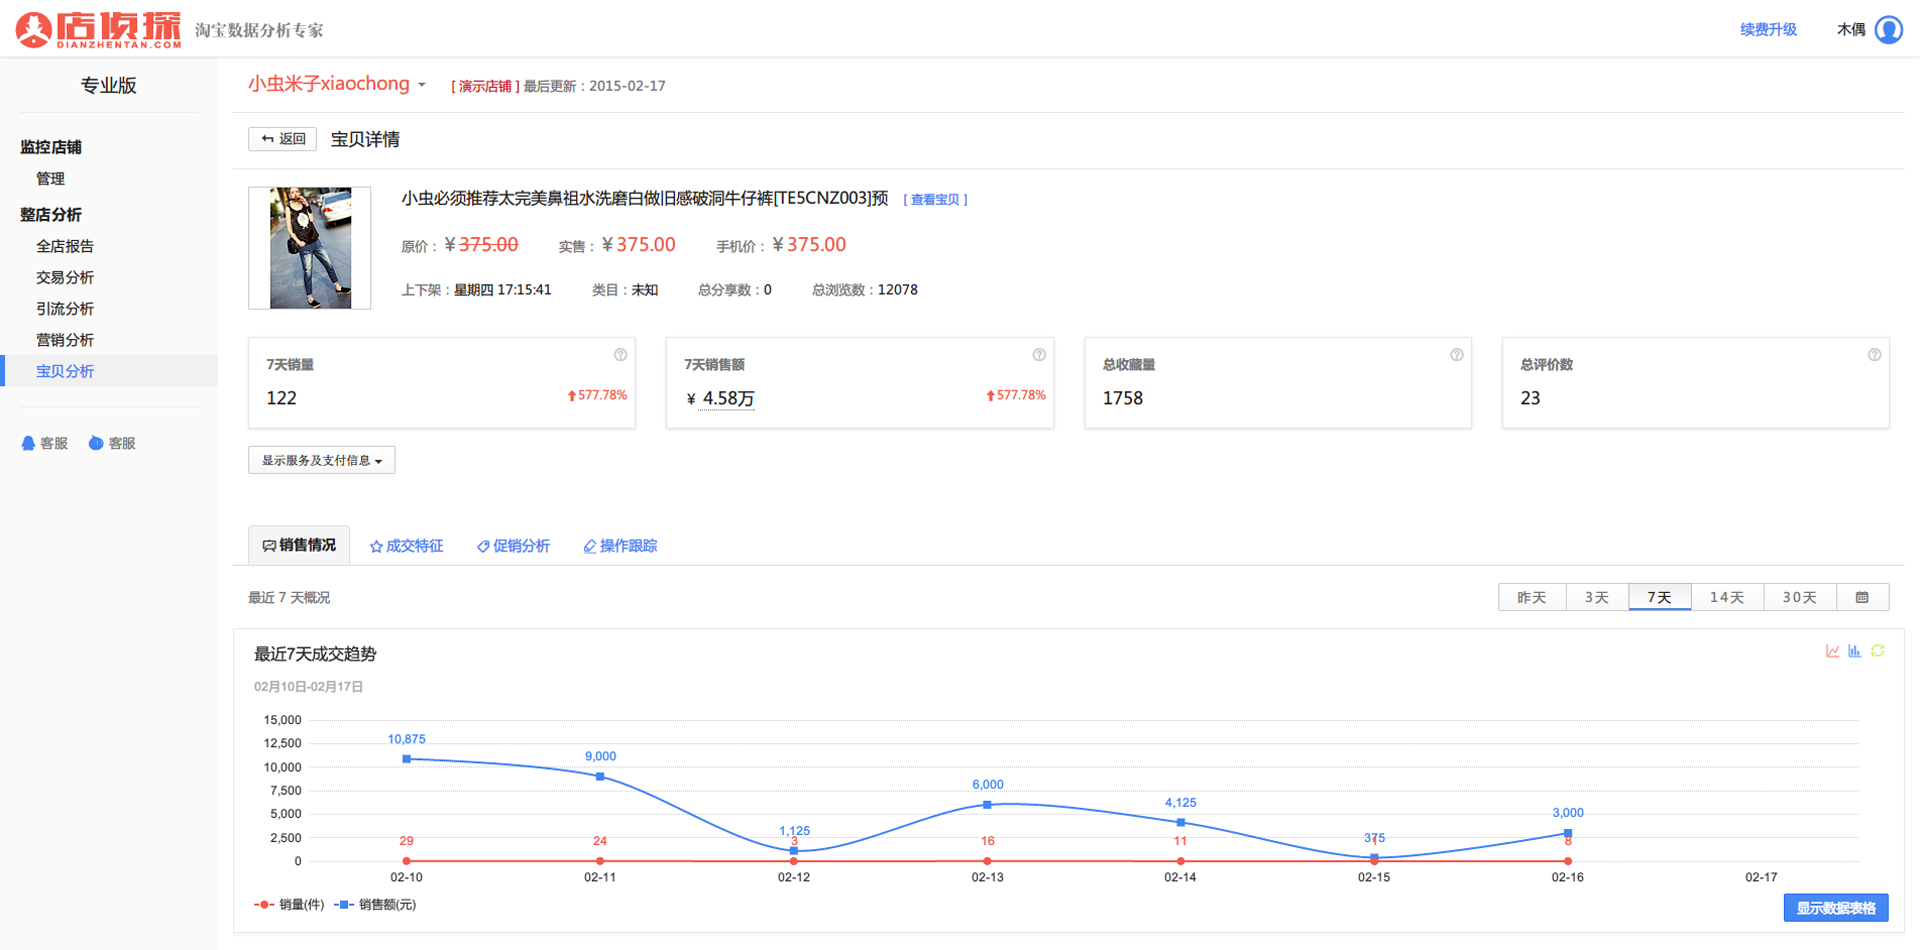 店侦探 DIANZHENTAN.COM 淘宝数据分析专家 续费升级 木偶
专业版
小虫米子xiaochong [ 演示店铺 ] 最后更新：2015-02-17
监控店铺
管理
整店分析
全店报告
交易分析
引流分析
营销分析
宝贝分析
客服 客服
返回 宝贝详情
小虫必须推荐太完美鼻祖水洗磨白做旧感破洞牛仔裤[TE5CNZ003]预 [ 查看宝贝 ]
原价：¥375.00 实售：¥375.00 手机价：¥375.00
上下架：星期四 17:15:41 类目：未知 总分享数：0 总浏览数：12078
7天销量
122 577.78%
7天销售额
¥ 4.58万 577.78%
总收藏量
1758
总评价数
23
显示服务及支付信息
销售情况 成交特征 促销分析 操作跟踪
最近 7 天概况 昨天 3天 7天 14天 30天
最近7天成交趋势
02月10日-02月17日
15,000
12,500
10,000
7,500
5,000
2,500
0
10,875 9,000 1,125 6,000 4,125 375 3,000
29 24 3 16 11 1 8
02-10 02-11 02-12 02-13 02-14 02-15 02-16 02-17
销量(件) 销售额(元)
显示数据表格